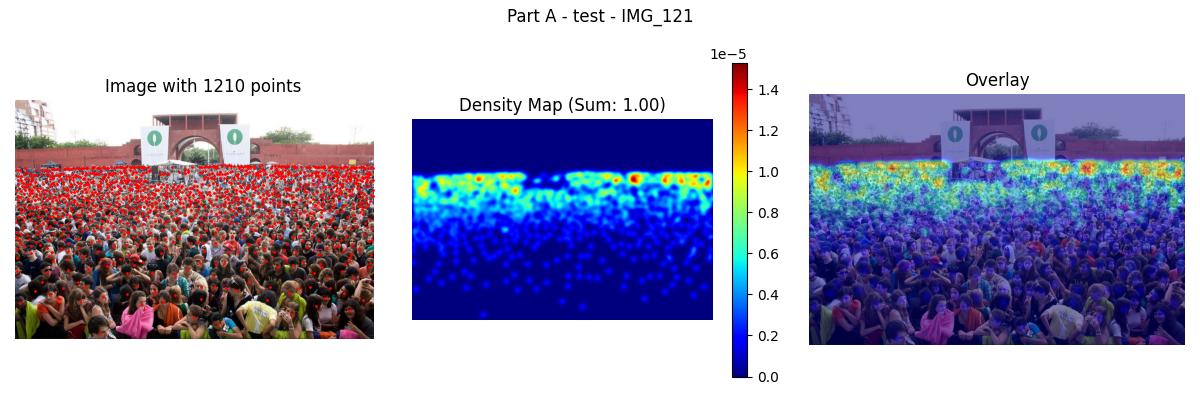 Part A - test - IMG_121
Image with 1210 points
Density Map (Sum: 1.00)
1e−5
1.4
1.2
1.0
0.8
0.6
0.4
0.2
0.0
Overlay